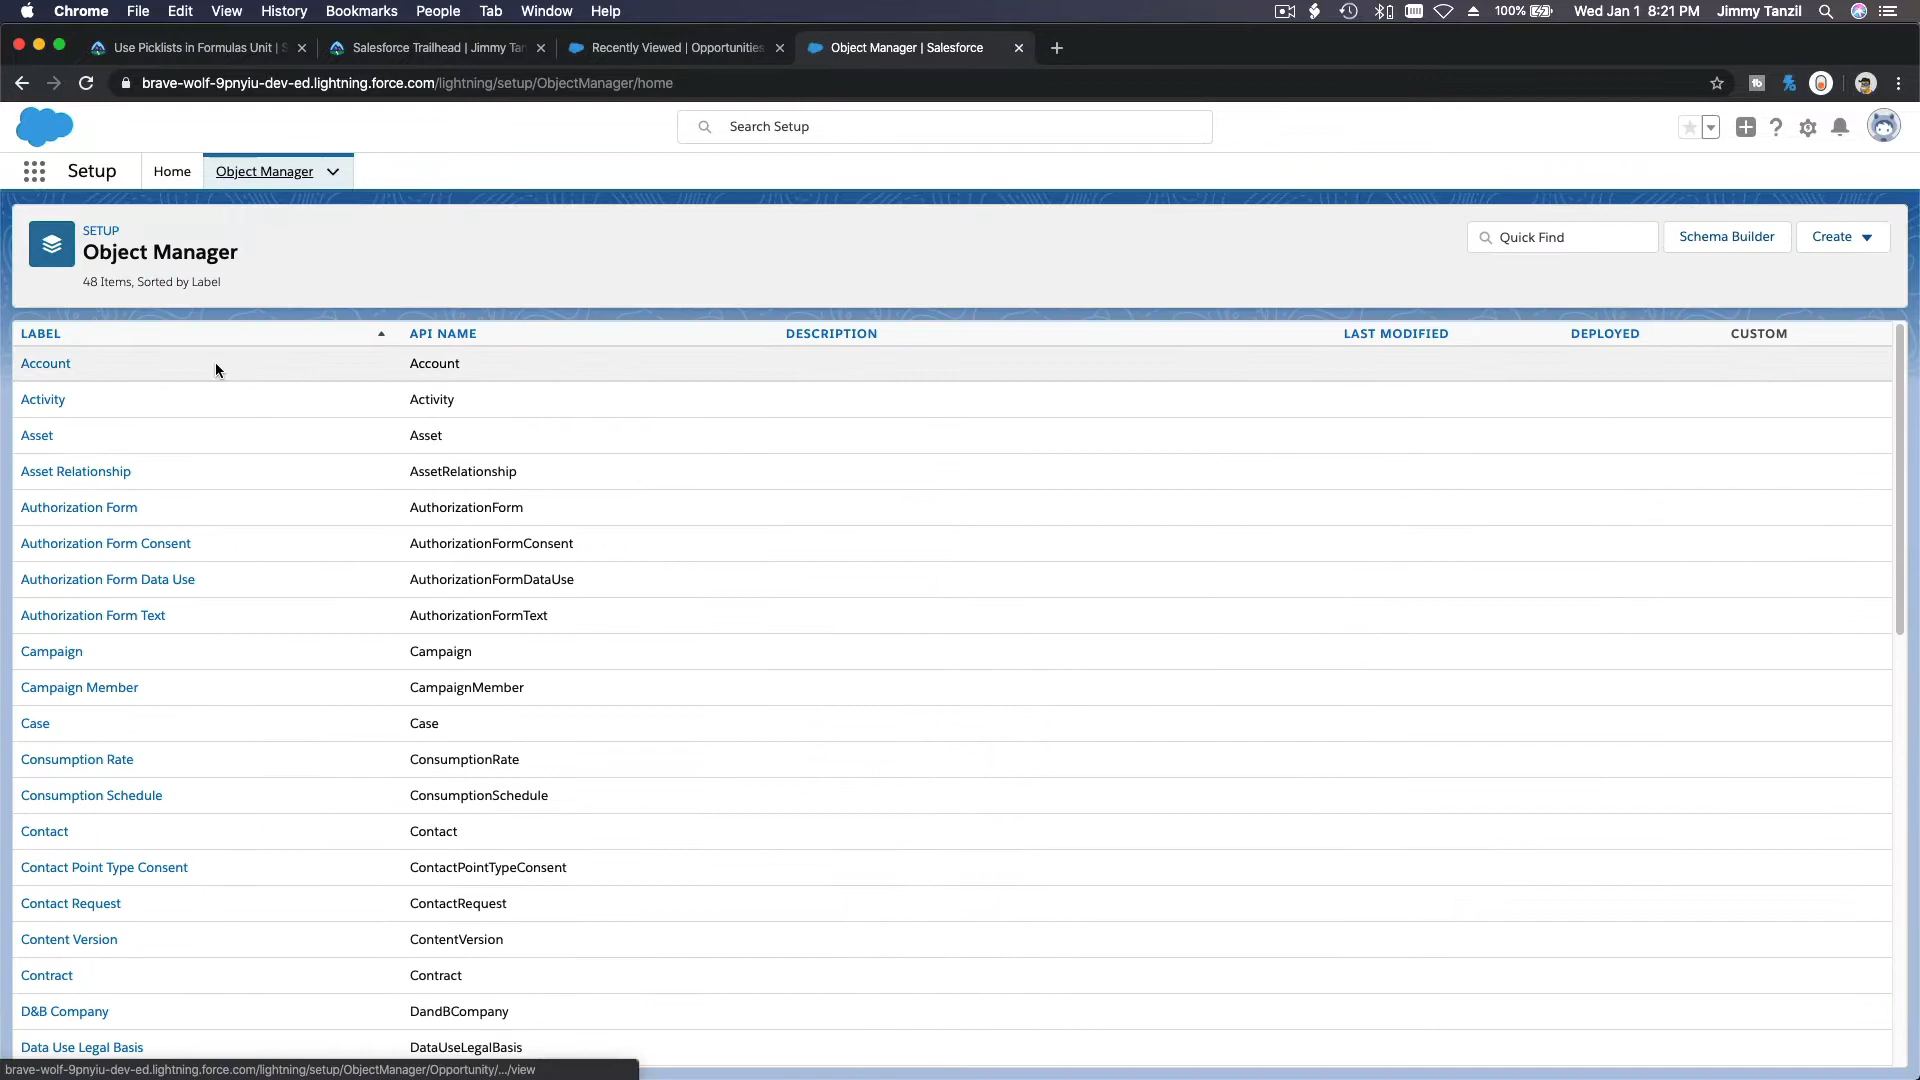 Chrome File Edit View History Bookmarks People Tab Window Help 100% Wed Jan 1 8:21 PM Jimmy Tanzil
Use Picklists in Formulas Unit | Salesforce Trailhead | Jimmy Tan Recently Viewed | Opportunities Object Manager | Salesforce
brave-wolf-9pnyiu-dev-ed.lightning.force.com/lightning/setup/ObjectManager/home
Search Setup
Setup Home Object Manager
SETUP
Object Manager
48 Items, Sorted by Label
Quick Find Schema Builder Create
LABEL API NAME DESCRIPTION LAST MODIFIED DEPLOYED CUSTOM
Account Account
Activity Activity
Asset Asset
Asset Relationship AssetRelationship
Authorization Form AuthorizationForm
Authorization Form Consent AuthorizationFormConsent
Authorization Form Data Use AuthorizationFormDataUse
Authorization Form Text AuthorizationFormText
Campaign Campaign
Campaign Member CampaignMember
Case Case
Consumption Rate ConsumptionRate
Consumption Schedule ConsumptionSchedule
Contact Contact
Contact Point Type Consent ContactPointTypeConsent
Contact Request ContactRequest
Content Version ContentVersion
Contract Contract
D&B Company DandBCompany
Data Use Legal Basis DataUseLegalBasis
brave-wolf-9pnyiu-dev-ed.lightning.force.com/lightning/setup/ObjectManager/Opportunity/.../view